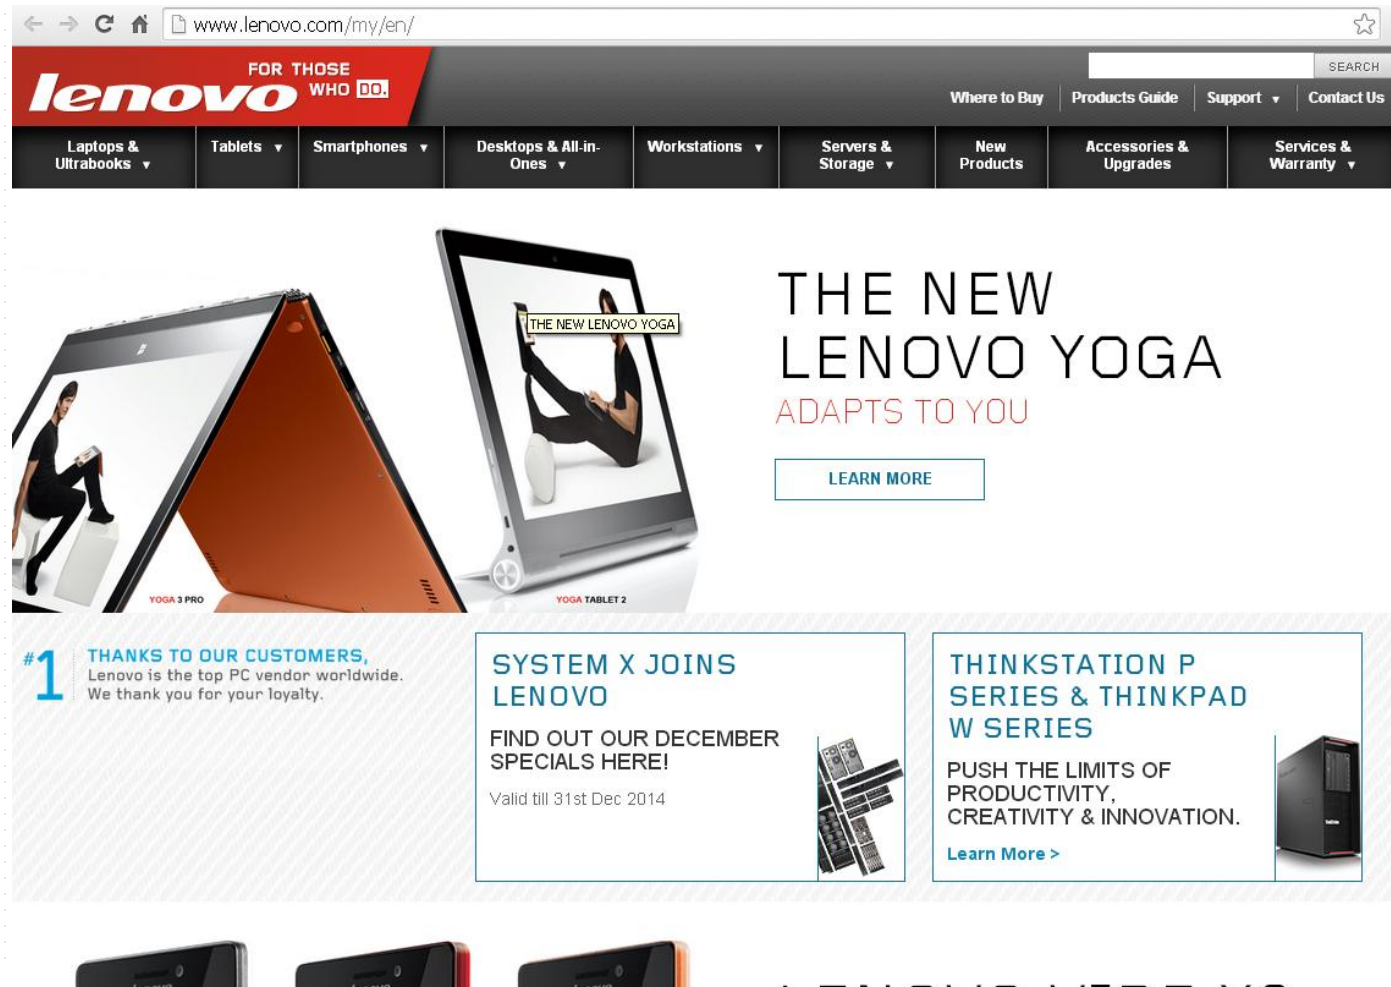 www.lenovo.com/my/en/
lenovo
FOR THOSE
WHO DO.
SEARCH
Where to Buy
Products Guide
Support
Contact Us
Laptops &
Ultrabooks
Tablets
Smartphones
Desktops & All-in-
Ones
Workstations
Servers &
Storage
New
Products
Accessories &
Upgrades
Services &
Warranty
THE NEW LENOVO YOGA
THE NEW
LENOVO YOGA
ADAPTS TO YOU
LEARN MORE
YOGA 3 PRO
YOGA TABLET 2
#1
THANKS TO OUR CUSTOMERS,
Lenovo is the top PC vendor worldwide.
We thank you for your loyalty.
SYSTEM X JOINS
LENOVO
FIND OUT OUR DECEMBER
SPECIALS HERE!
Valid till 31st Dec 2014
THINKSTATION P
SERIES & THINKPAD
W SERIES
PUSH THE LIMITS OF
PRODUCTIVITY,
CREATIVITY & INNOVATION.
Learn More >